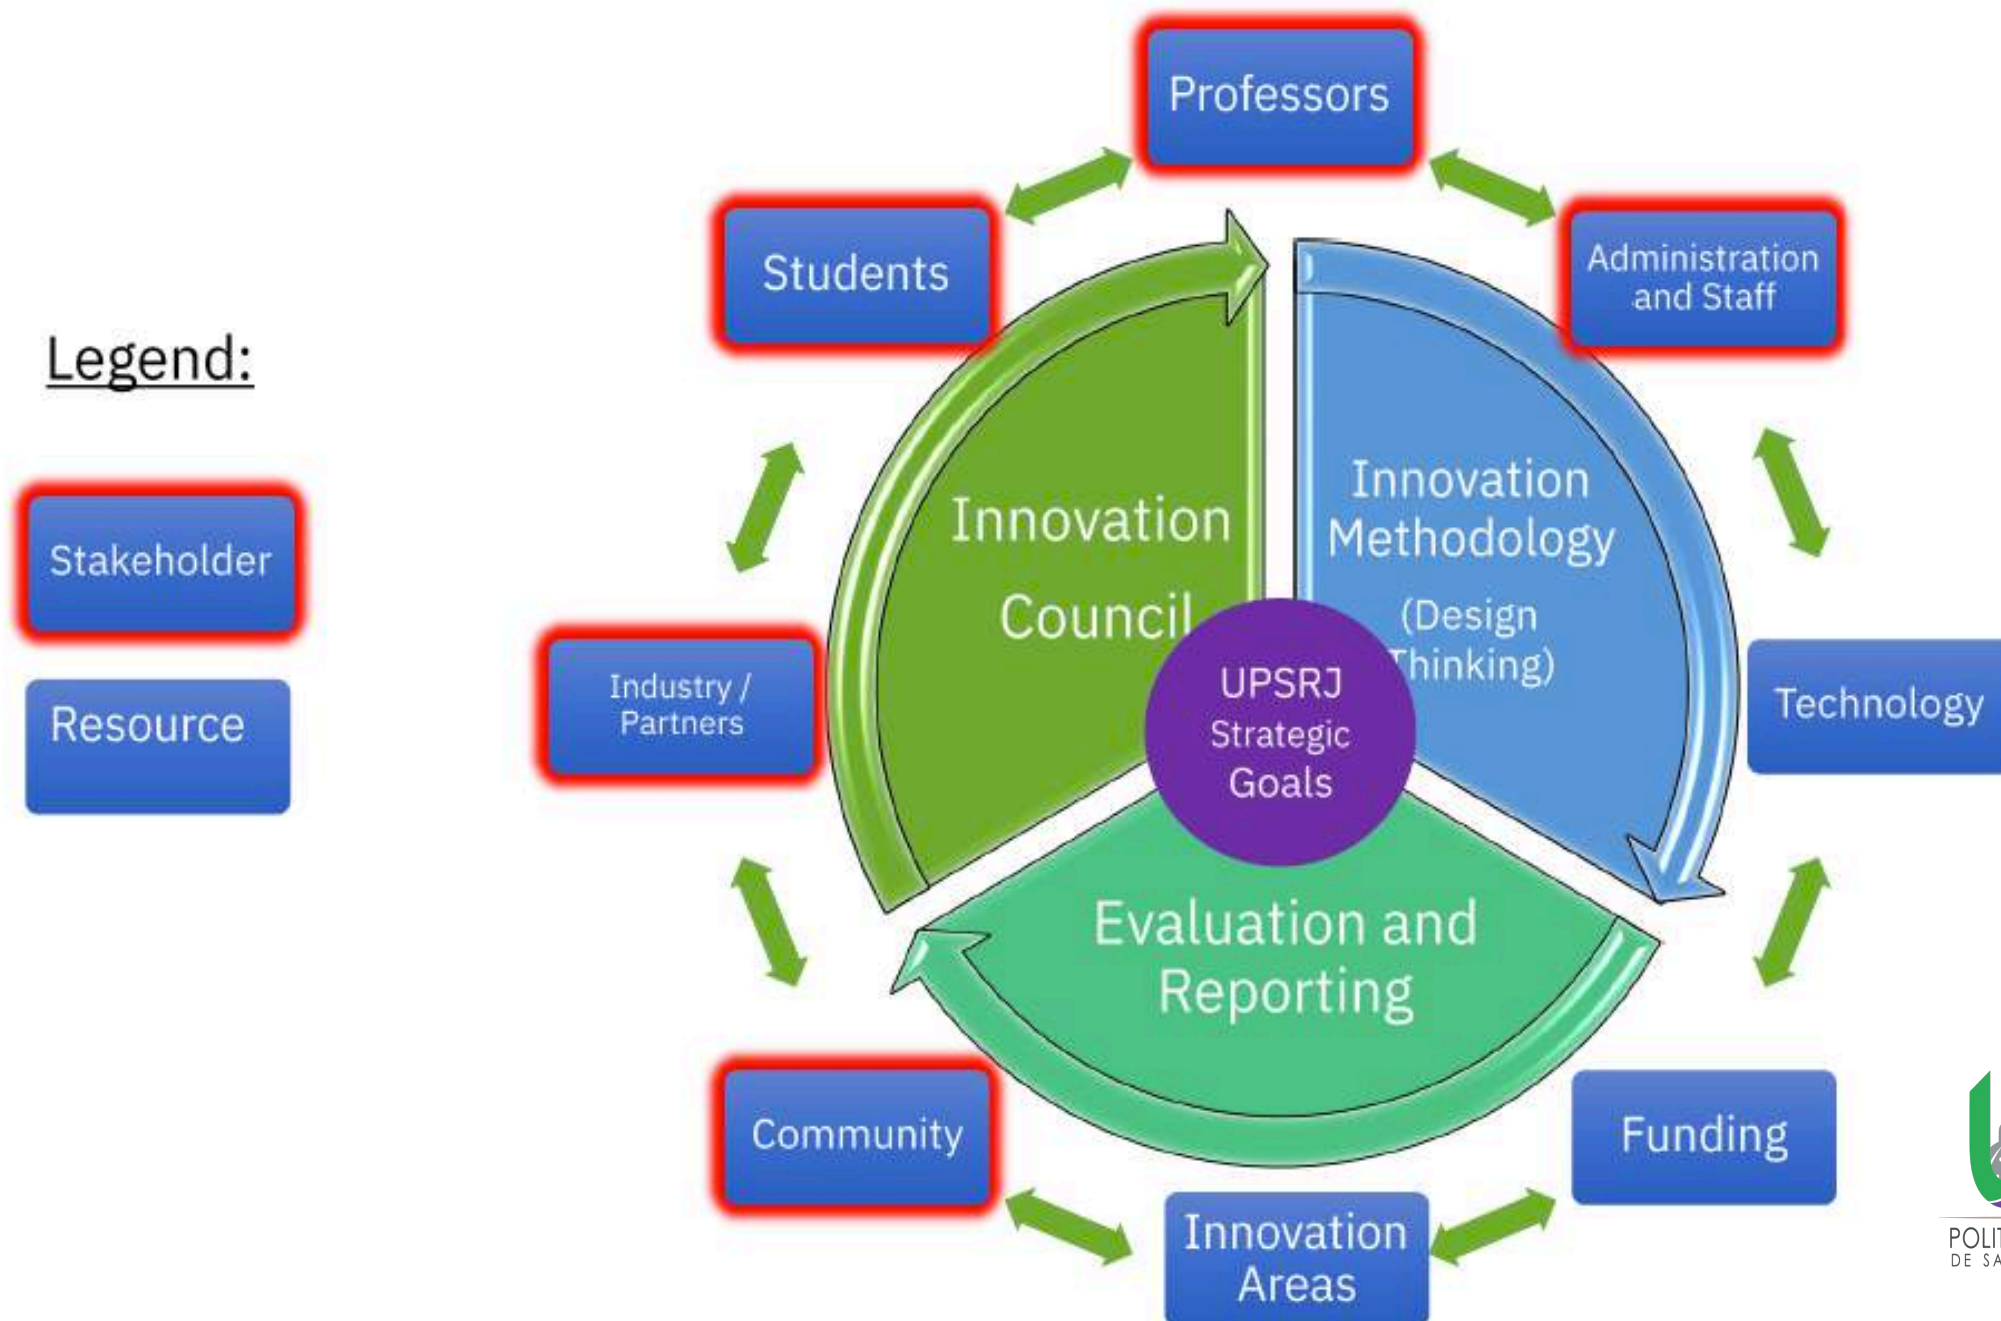 Legend:
Stakeholder
Resource
Professors
Students
Administration
and Staff
Industry /
Partners
Technology
Community
Funding
Innovation
Areas
Innovation
Council
Innovation
Methodology
(Design
Thinking)
UPSRJ
Strategic
Goals
Evaluation and
Reporting
DE